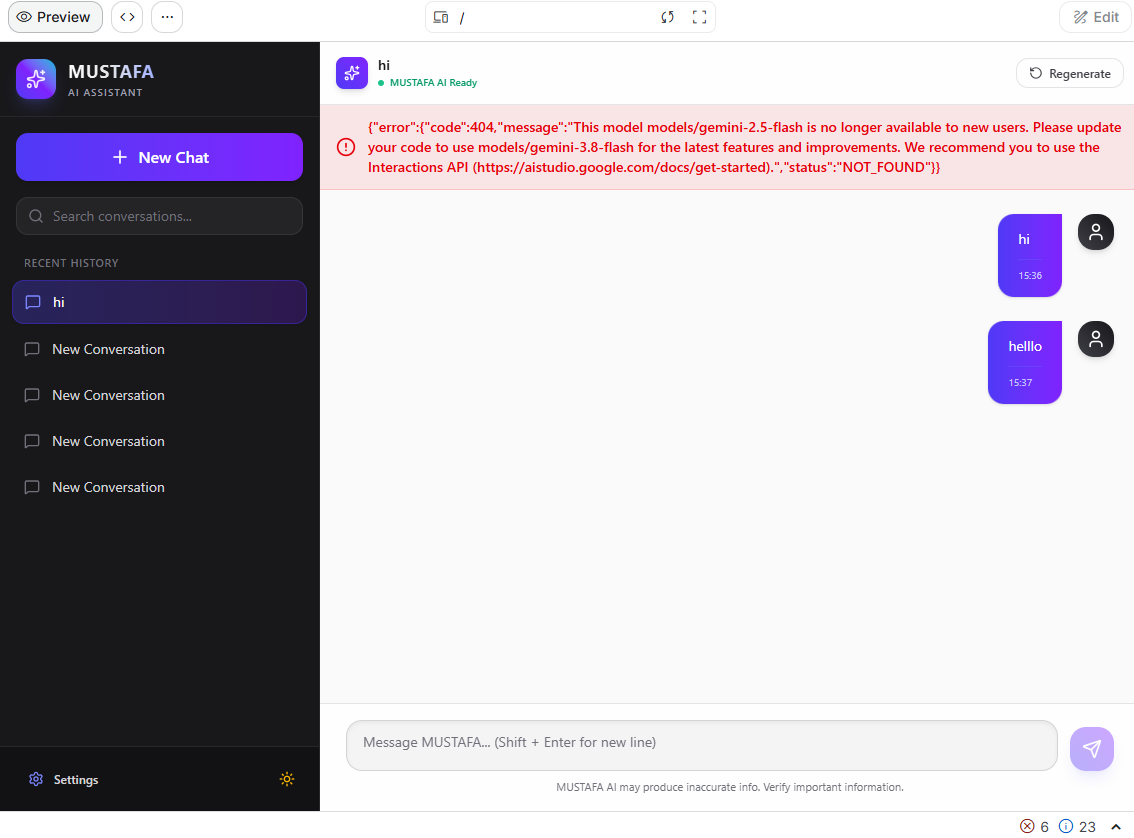 Preview
/
Edit
MUSTAFA
AI ASSISTANT
New Chat
Search conversations...
RECENT HISTORY
hi
New Conversation
New Conversation
New Conversation
New Conversation
Settings
hi
MUSTAFA AI Ready
Regenerate
{"error":{"code":404,"message":"This model models/gemini-2.5-flash is no longer available to new users. Please update
your code to use models/gemini-3.8-flash for the latest features and improvements. We recommend you to use the
Interactions API (https://aistudio.google.com/docs/get-started).","status":"NOT_FOUND"}}
hi
15:36
helllo
15:37
Message MUSTAFA... (Shift + Enter for new line)
MUSTAFA AI may produce inaccurate info. Verify important information.
6 23